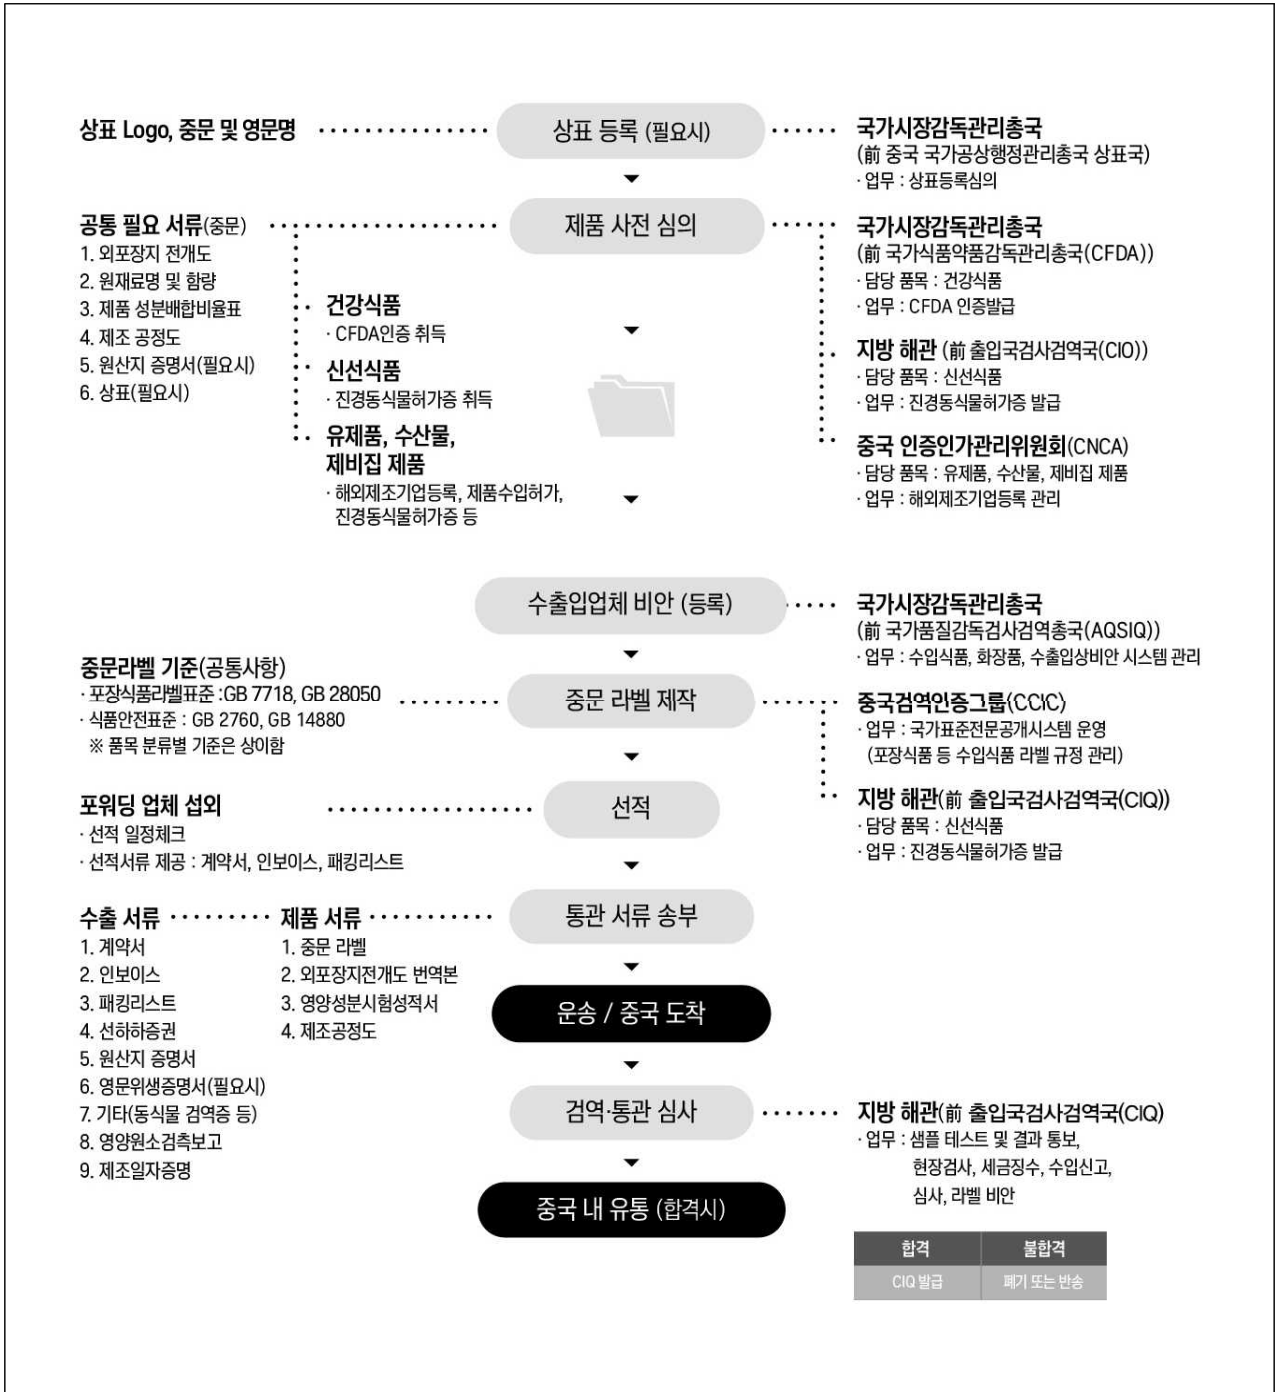 상표 Logo, 중문 및 영문명
상표 등록 (필요시)
국가시장감독관리총국
(前 중국 국가공상행정관리총국 상표국)
· 업무 : 상표등록심의
공통 필요 서류(중문)
1. 외포장지 전개도
2. 원재료명 및 함량
3. 제품 성분배합비율표
4. 제조 공정도
5. 원산지 증명서(필요시)
6. 상표(필요시)
건강식품
· CFDA인증 취득
신선식품
· 진경동식물허가증 취득
유제품, 수산물,
제비집 제품
· 해외제조기업등록, 제품수입허가,
진경동식물허가증 등
제품 사전 심의
국가시장감독관리총국
(前 국가식품약품감독관리총국(CFDA))
· 담당 품목 : 건강식품
· 업무 : CFDA 인증발급
지방 해관 (前 출입국검사검역국(CIO))
· 담당 품목 : 신선식품
· 업무 : 진경동식물허가증 발급
중국 인증인가관리위원회(CNCA)
· 담당 품목 : 유제품, 수산물, 제비집 제품
· 업무 : 해외제조기업등록 관리
수출입업체 비안 (등록)
국가시장감독관리총국
(前 국가품질감독검사검역총국(AQSIQ))
· 업무 : 수입식품, 화장품, 수출입상비안 시스템 관리
중문라벨 기준(공통사항)
· 포장식품라벨표준 :GB 7718, GB 28050
· 식품안전표준 : GB 2760, GB 14880
※ 품목 분류별 기준은 상이함
중문 라벨 제작
중국검역인증그룹(CCIC)
· 업무 : 국가표준전문공개시스템 운영
(포장식품 등 수입식품 라벨 규정 관리)
지방 해관(前 출입국검사검역국(CIQ))
· 담당 품목 : 신선식품
· 업무 : 진경동식물허가증 발급
포워딩 업체 섭외
· 선적 일정체크
· 선적서류 제공 : 계약서, 인보이스, 패킹리스트
선적
수출 서류
1. 계약서
2. 인보이스
3. 패킹리스트
4. 선하하증권
5. 원산지 증명서
6. 영문위생증명서(필요시)
7. 기타(동식물 검역증 등)
8. 영양원소검측보고
9. 제조일자증명
제품 서류
1. 중문 라벨
2. 외포장지전개도 번역본
3. 영양성분시험성적서
4. 제조공정도
통관 서류 송부
운송 / 중국 도착
검역·통관 심사
지방 해관(前 출입국검사검역국(CIQ)
· 업무 : 샘플 테스트 및 결과 통보,
현장검사, 세금징수, 수입신고,
심사, 라벨 비안
중국 내 유통 (합격시)
합격 불합격
CIQ 발급 폐기 또는 반송